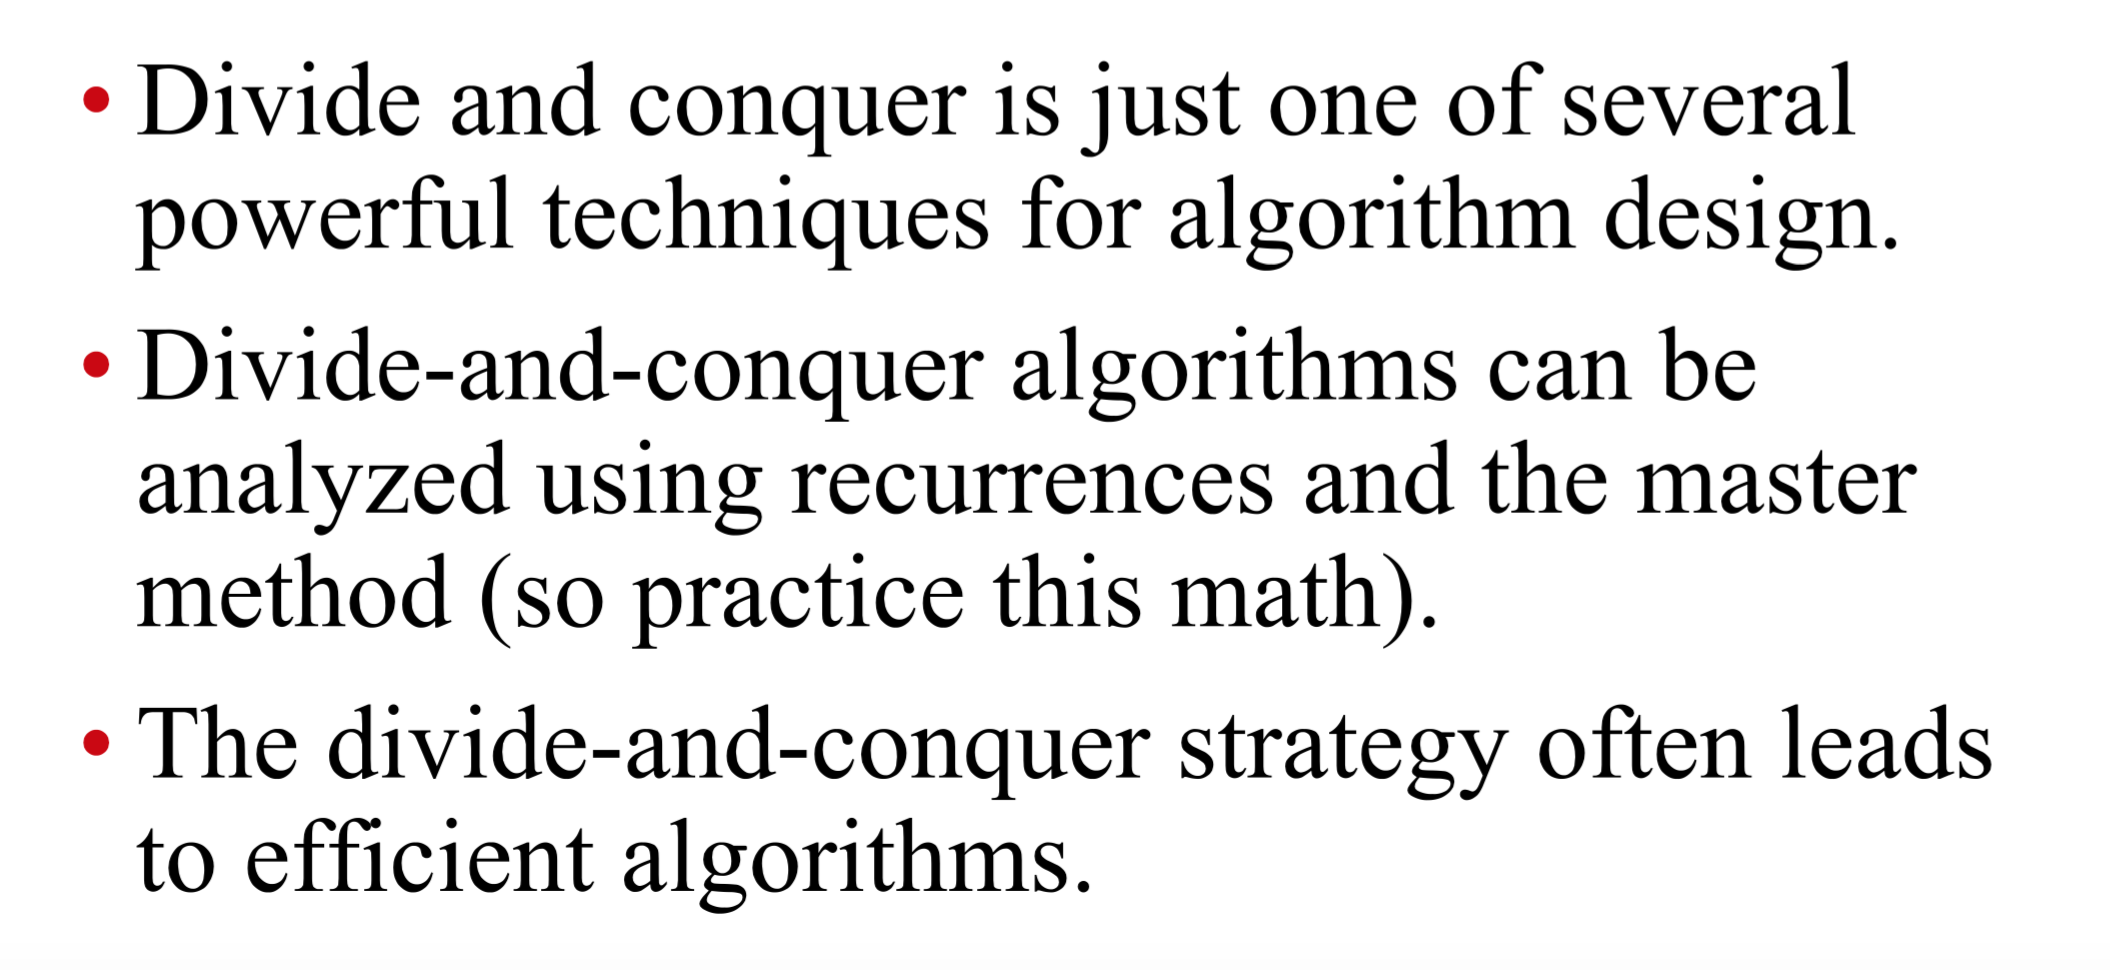 • Divide and conquer is just one of several
powerful techniques for algorithm design.
• Divide-and-conquer algorithms can be
analyzed using recurrences and the master
method (so practice this math).
• The divide-and-conquer strategy often leads
to efficient algorithms.